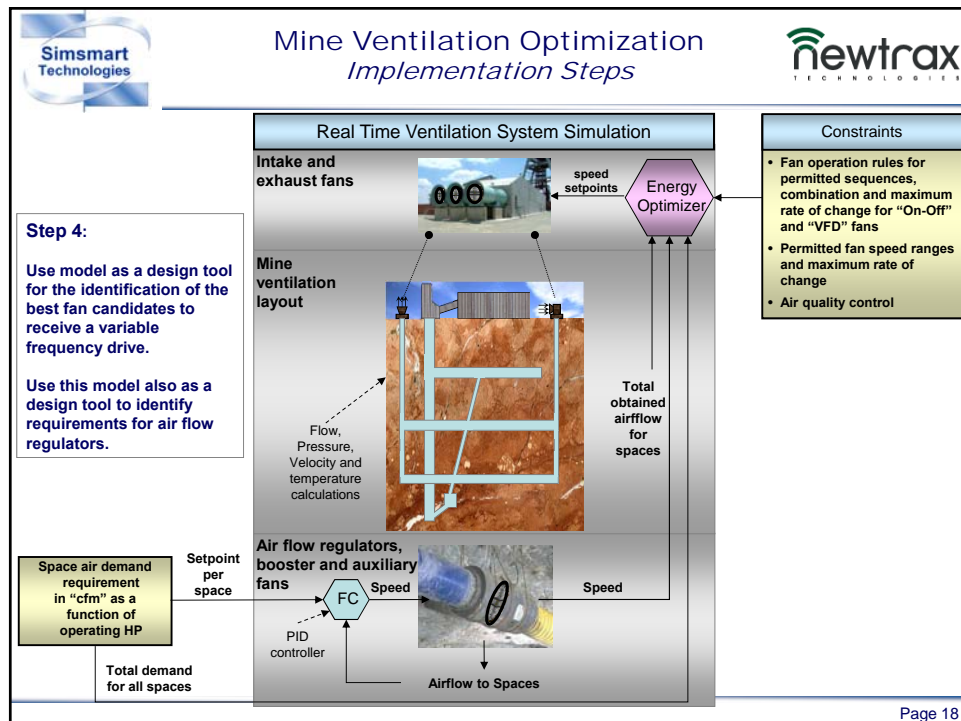 Simsmart
Technologies
Mine Ventilation Optimization
Implementation Steps
newtrax
TECHNOLOGIES
Real Time Ventilation System Simulation
Constraints
Intake and
exhaust fans
speed
setpoints
Energy
Optimizer
• Fan operation rules for
permitted sequences,
combination and maximum
rate of change for “On-Off”
and “VFD” fans
• Permitted fan speed ranges
and maximum rate of
change
• Air quality control
Step 4:
Use model as a design tool
for the identification of the
best fan candidates to
receive a variable
frequency drive.
Use this model also as a
design tool to identify
requirements for air flow
regulators.
Mine
ventilation
layout
Flow,
Pressure,
Velocity and
temperature
calculations
Total
obtained
airfflow
for
spaces
Air flow regulators,
booster and auxiliary
fans
Space air demand
requirement
in “cfm” as a
function of
operating HP
Setpoint
per
space
FC
Speed
Speed
PID
controller
Airflow to Spaces
Total demand
for all spaces
Page 18